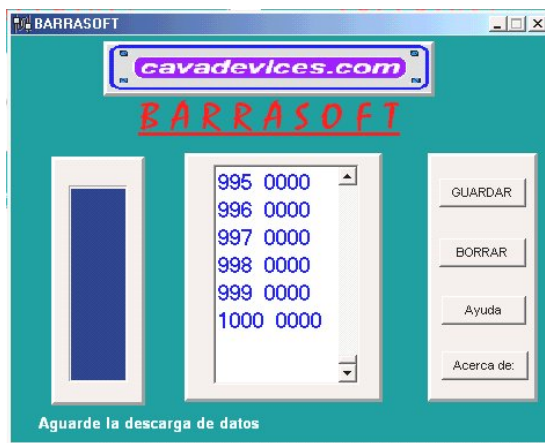 BARRASOFT
cavadevices.com
BARRASOFT
995 0000
996 0000
997 0000
998 0000
999 0000
1000 0000
GUARDAR
BORRAR
Ayuda
Acerca de:
Aguarde la descarga de datos